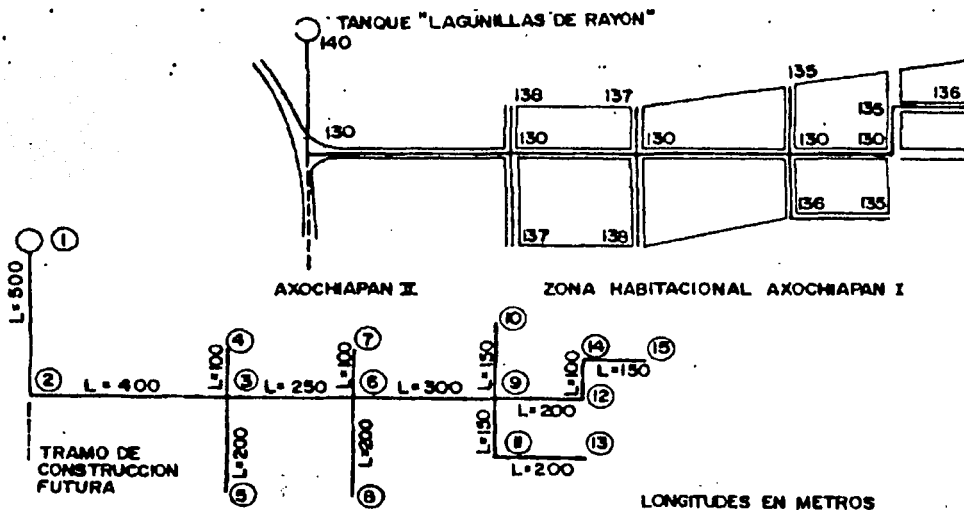 TANQUE "LAGUNILLAS DE RAYON"
140
135
138 137 135 136
130 130 130 130 130
136 135
137 138
AXOCHIAPAN II
ZONA HABITACIONAL AXOCHIAPAN I
1
L=500
10
4 7 14 15
L=100 L=100 L=150 L=100 L=150
2 L=400 3 L=250 6 L=300 9 L=200 12
L=200 L=200 L=150
11 13
L=200
TRAMO DE
CONSTRUCCION
FUTURA
5 8
LONGITUDES EN METROS